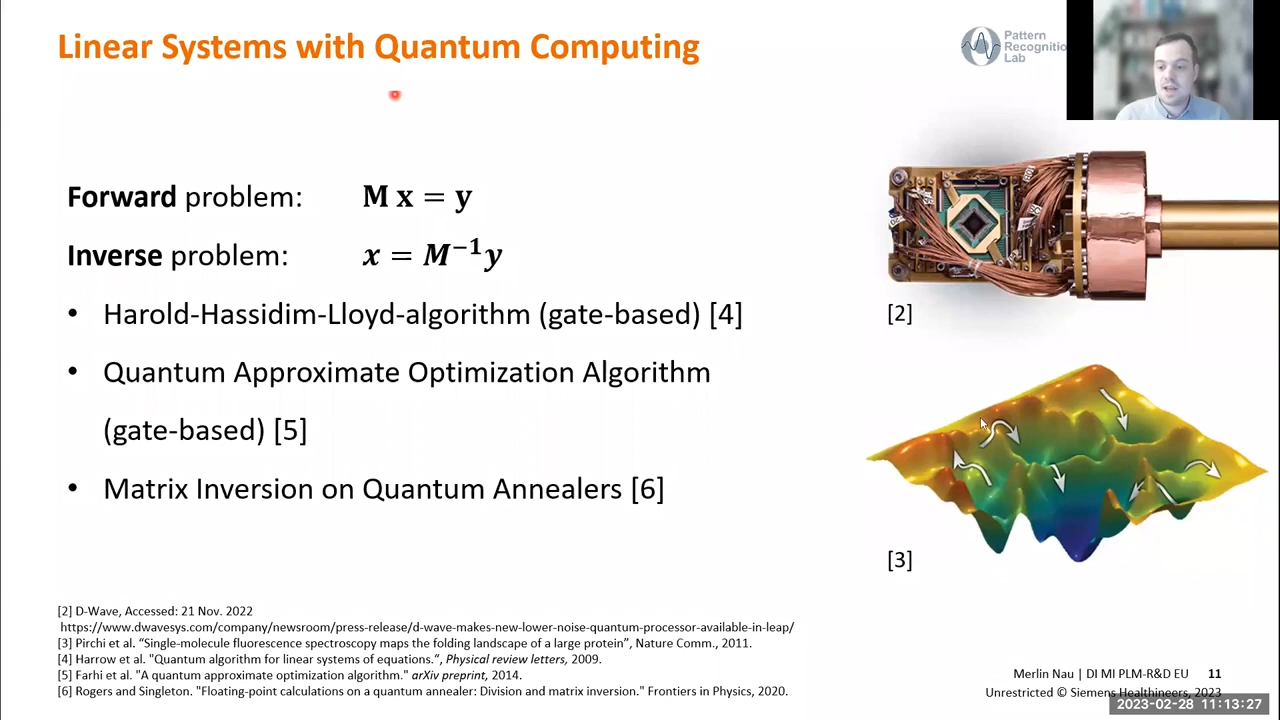 Linear Systems with Quantum Computing
Pattern
Recognitio
Lab
Forward problem: M x = y
Inverse problem: x = M⁻¹y
• Harold-Hassidim-Lloyd-algorithm (gate-based) [4]
• Quantum Approximate Optimization Algorithm
(gate-based) [5]
• Matrix Inversion on Quantum Annealers [6]
[2]
[3]
[2] D-Wave, Accessed: 21 Nov. 2022
https://www.dwavesys.com/company/newsroom/press-release/d-wave-makes-new-lower-noise-quantum-processor-available-in-leap/
[3] Pirchi et al. “Single-molecule fluorescence spectroscopy maps the folding landscape of a large protein”, Nature Comm., 2011.
[4] Harrow et al. "Quantum algorithm for linear systems of equations.“, Physical review letters, 2009.
[5] Farhi et al. "A quantum approximate optimization algorithm." arXiv preprint, 2014.
[6] Rogers and Singleton. "Floating-point calculations on a quantum annealer: Division and matrix inversion." Frontiers in Physics, 2020.
Merlin Nau | DI MI PLM-R&D EU 11
Unrestricted © Siemens Healthineers, 2023
2023-02-28 11:13:27